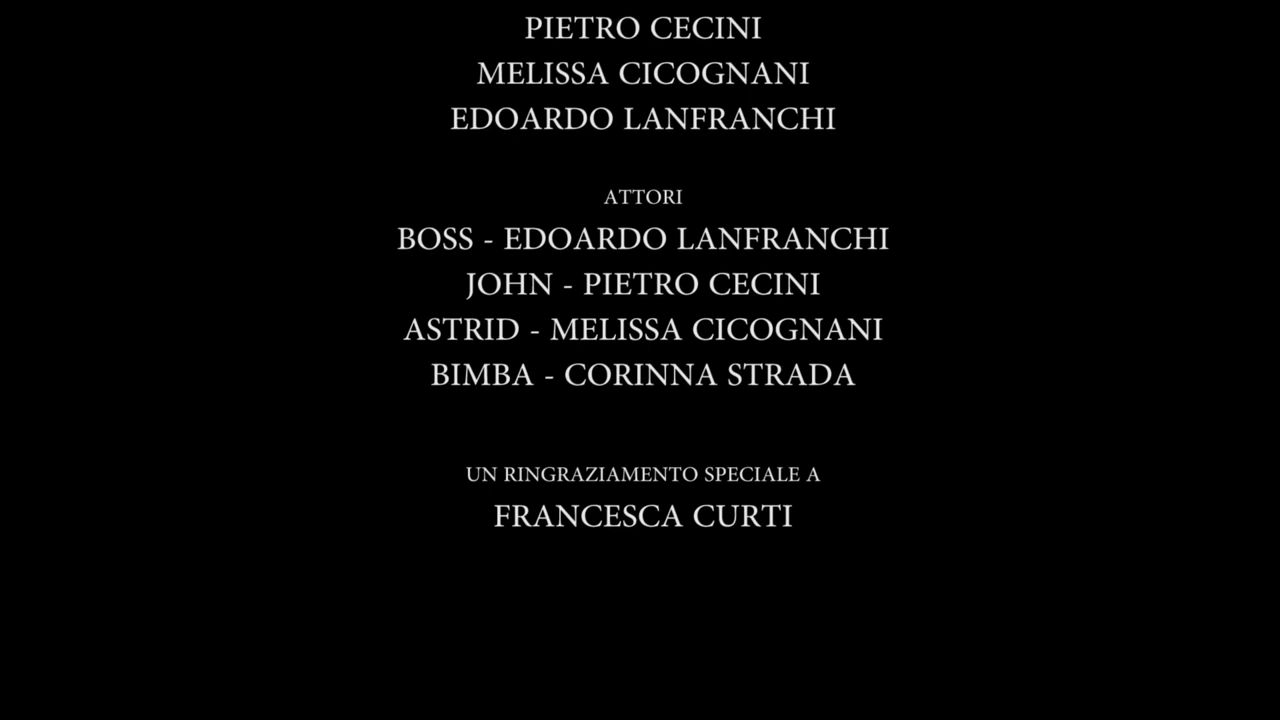 PIETRO CECINI
MELISSA CICOGNANI
EDOARDO LANFRANCHI
ATTORI
BOSS - EDOARDO LANFRANCHI
JOHN - PIETRO CECINI
ASTRID - MELISSA CICOGNANI
BIMBA - CORINNA STRADA
UN RINGRAZIAMENTO SPECIALE A
FRANCESCA CURTI